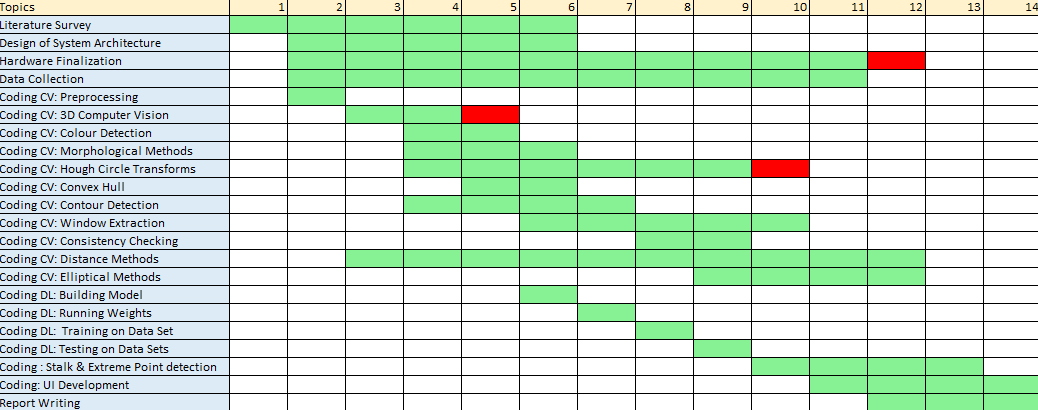 Topics 1 2 3 4 5 6 7 8 9 10 11 12 13 14
Literature Survey
Design of System Architecture
Hardware Finalization
Data Collection
Coding CV: Preprocessing
Coding CV: 3D Computer Vision
Coding CV: Colour Detection
Coding CV: Morphological Methods
Coding CV: Hough Circle Transforms
Coding CV: Convex Hull
Coding CV: Contour Detection
Coding CV: Window Extraction
Coding CV: Consistency Checking
Coding CV: Distance Methods
Coding CV: Elliptical Methods
Coding DL: Building Model
Coding DL: Running Weights
Coding DL:  Training on Data Set
Coding DL: Testing on Data Sets
Coding : Stalk & Extreme Point detection
Coding: UI Development
Report Writing